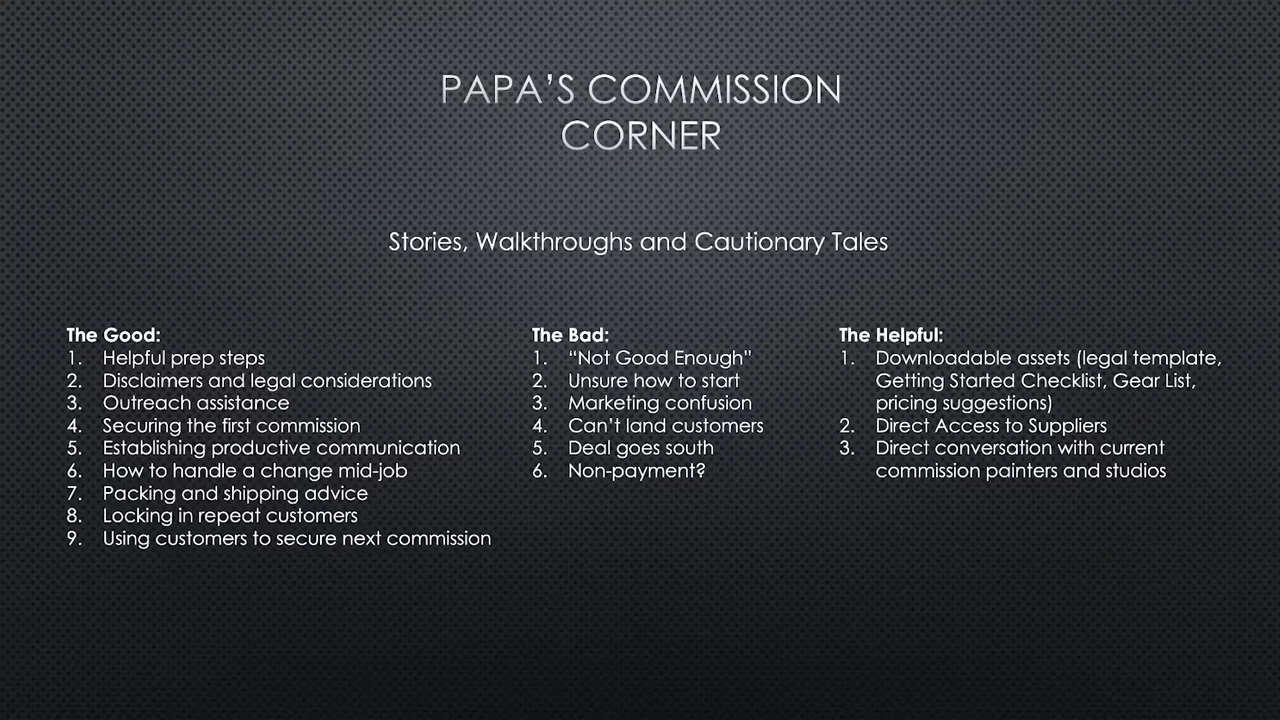 PAPA'S COMMISSION
CORNER
Stories, Walkthroughs and Cautionary Tales
The Good:
1. Helpful prep steps
2. Disclaimers and legal considerations
3. Outreach assistance
4. Securing the first commission
5. Establishing productive communication
6. How to handle a change mid-job
7. Packing and shipping advice
8. Locking in repeat customers
9. Using customers to secure next commission
The Bad:
1. “Not Good Enough”
2. Unsure how to start
3. Marketing confusion
4. Can't land customers
5. Deal goes south
6. Non-payment?
The Helpful:
1. Downloadable assets (legal template,
Getting Started Checklist, Gear List,
pricing suggestions)
2. Direct Access to Suppliers
3. Direct conversation with current
commission painters and studios